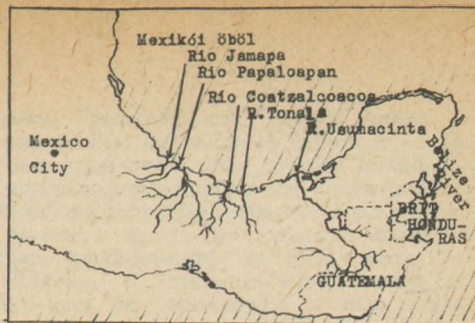 Mexikói öböl
Rio Jamapa
Rio Papaloapan
Rio Coatzalcoacos
R.Tonala
R.Usumacinta
Mexico
City
Belize
River
BRIT
HONDU-
RAS
GUATEMALA